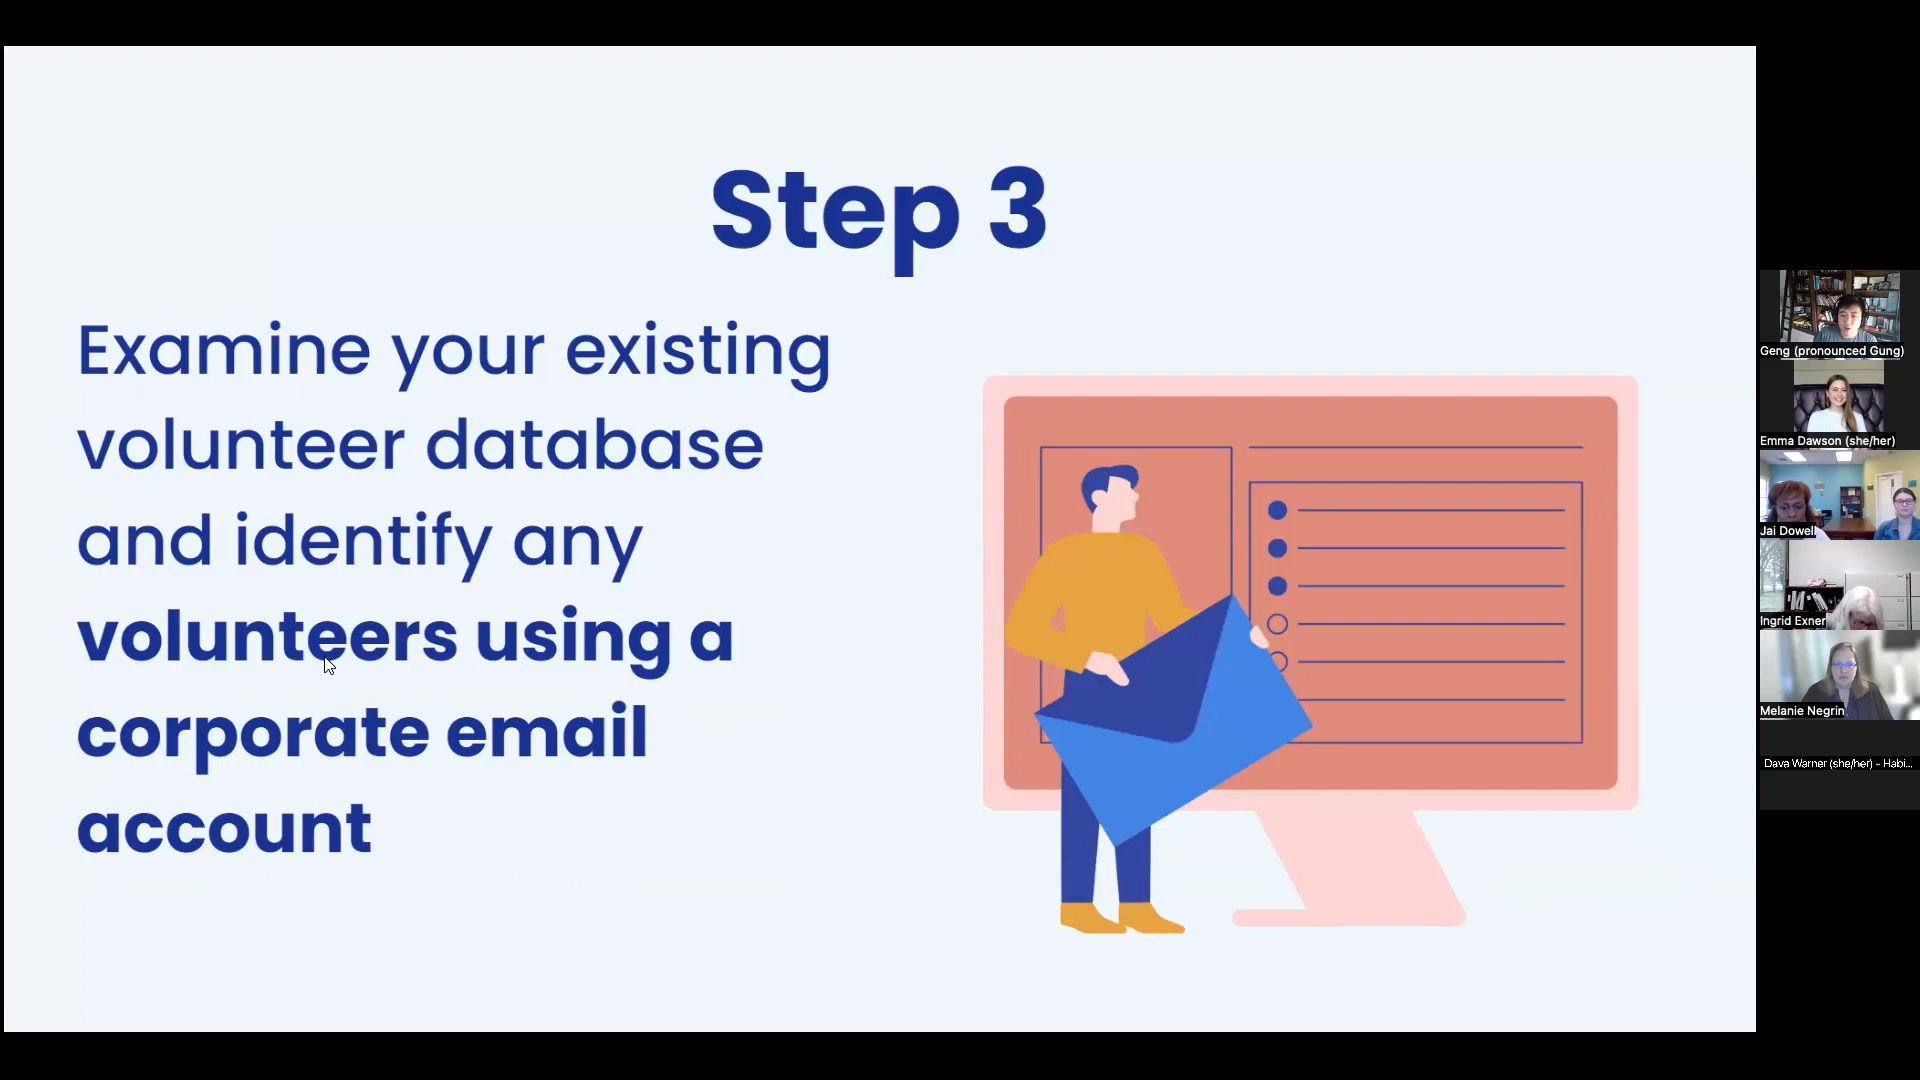 Step 3
Examine your existing
volunteer database
and identify any
volunteers using a
corporate email
account
Geng (pronounced Gung)
Emma Dawson (she/her)
Jai Dowell
Ingrid Exner
Melanie Negrin
Dava Warner (she/her) - Habi...